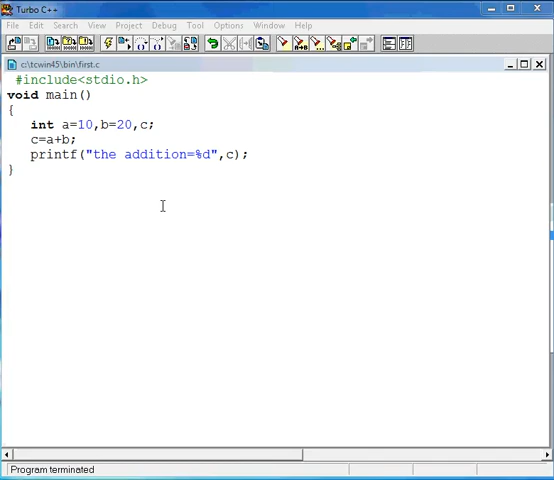 Turbo C++
File Edit Search View Project Debug Tool Options Window Help
c:\tcwin45\bin\first.c
#include<stdio.h>
void main()
{
int a=10,b=20,c;
c=a+b;
printf("the addition=%d",c);
}
Program terminated